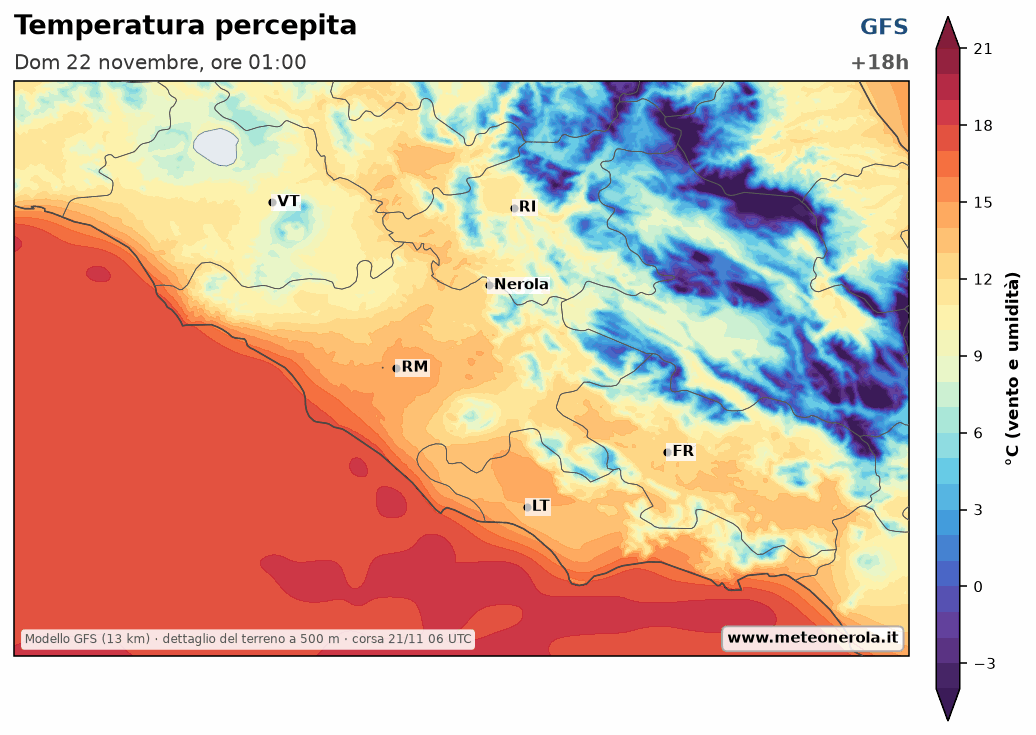 Temperatura percepita
GFS
Dom 22 novembre, ore 01:00
+18h
VT
RI
Nerola
RM
FR
LT
21
18
15
12
9
6
3
0
−3
°C (vento e umidità)
Modello GFS (13 km) · dettaglio del terreno a 500 m · corsa 21/11 06 UTC
www.meteonerola.it